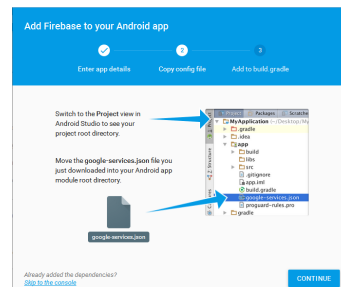 Add Firebase to your Android app
2
3
Enter app details
Copy config file
Add to build.gradle
Switch to the Project view in
Android Studio to see your
project root directory.
Move the google-services.json file you
just downloaded into your Android app
module root directory.
google-services.json
Project Packages Scratche
MyApplication (~/Desktop/My
.gradle
.idea
app
build
libs
src
.gitignore
app.iml
build.gradle
google-services.json
proguard-rules.pro
gradle
Structure
Already added the dependencies?
Skip to the console
CONTINUE